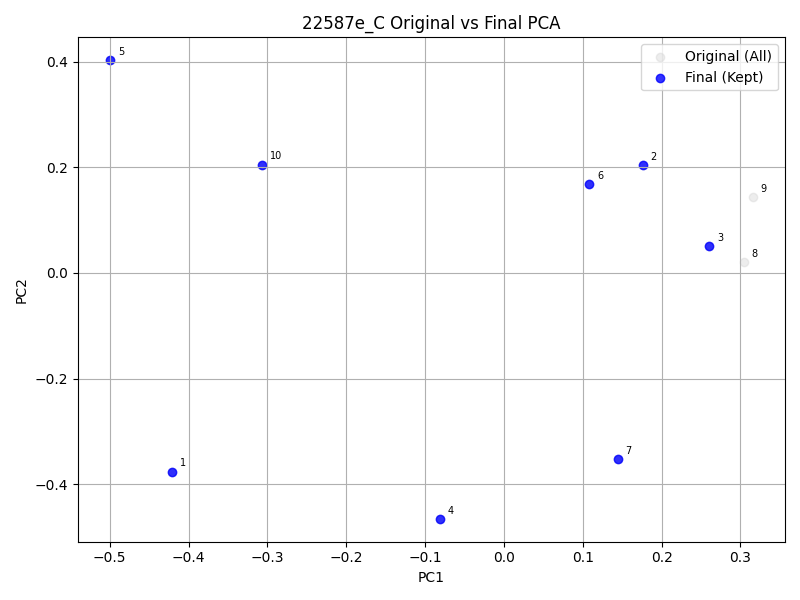 22587e_C Original vs Final PCA
Original (All)
Final (Kept)
PC2
0.4
0.2
0.0
−0.2
−0.4
5
10
2
6
9
3
8
1
7
4
−0.5 −0.4 −0.3 −0.2 −0.1 0.0 0.1 0.2 0.3
PC1